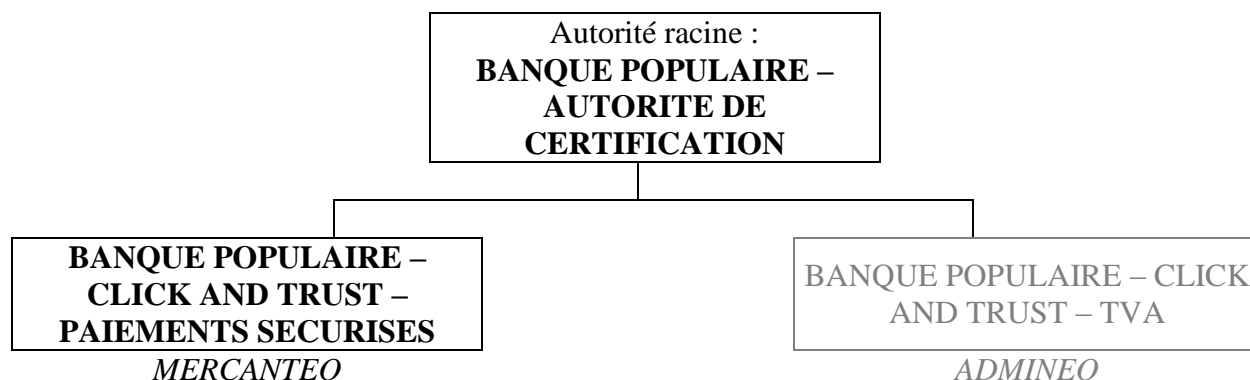 Autorité racine :
BANQUE POPULAIRE –
AUTORITE DE
CERTIFICATION
BANQUE POPULAIRE –
CLICK AND TRUST –
PAIEMENTS SECURISES
MERCANTEO
BANQUE POPULAIRE – CLICK
AND TRUST – TVA
ADMINEO